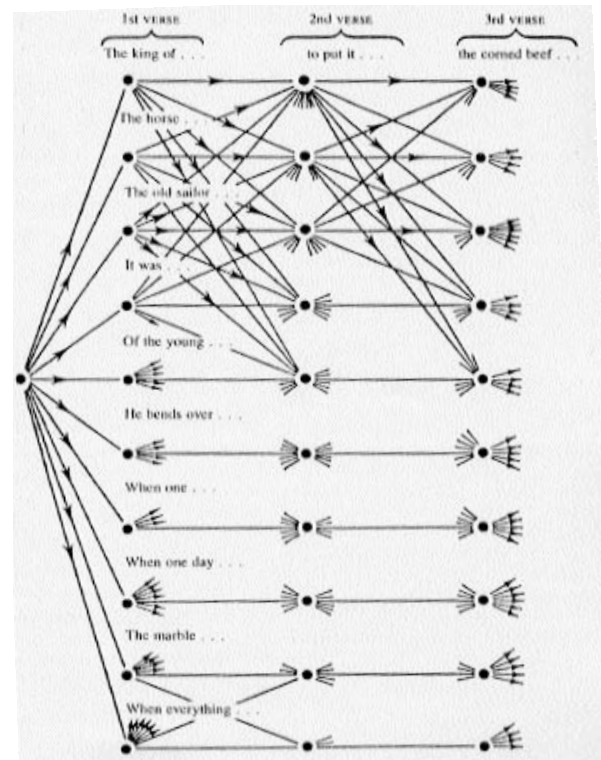 1st VERSE 2nd VERSE 3rd VERSE
The king of . . . to put it . . . the corned beef . . .
The horse . . .
The old sailor . . .
It was . . .
Of the young . . .
He bends over . . .
When one . . .
When one day . . .
The marble . . .
When everything . . .